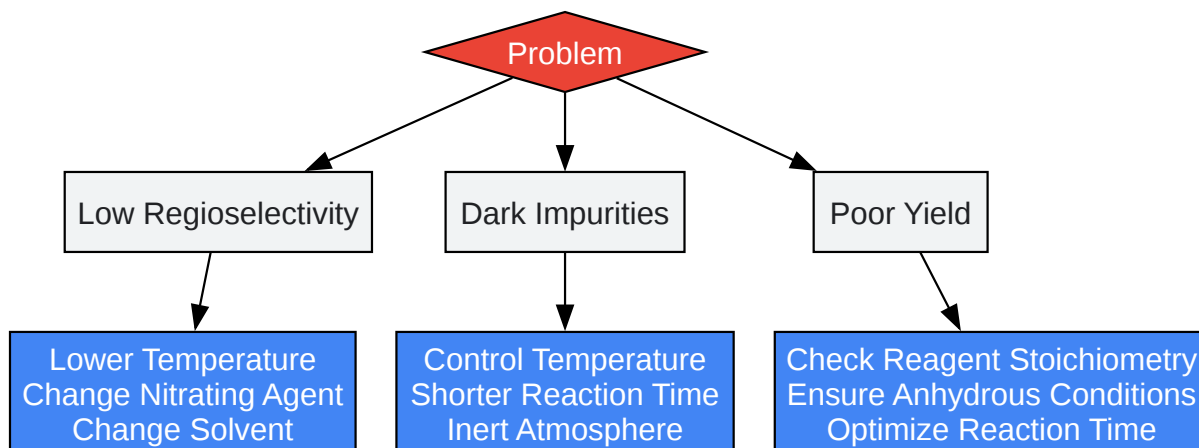 Problem
Low Regioselectivity
Dark Impurities
Poor Yield
Lower Temperature
Change Nitrating Agent
Change Solvent
Control Temperature
Shorter Reaction Time
Inert Atmosphere
Check Reagent Stoichiometry
Ensure Anhydrous Conditions
Optimize Reaction Time